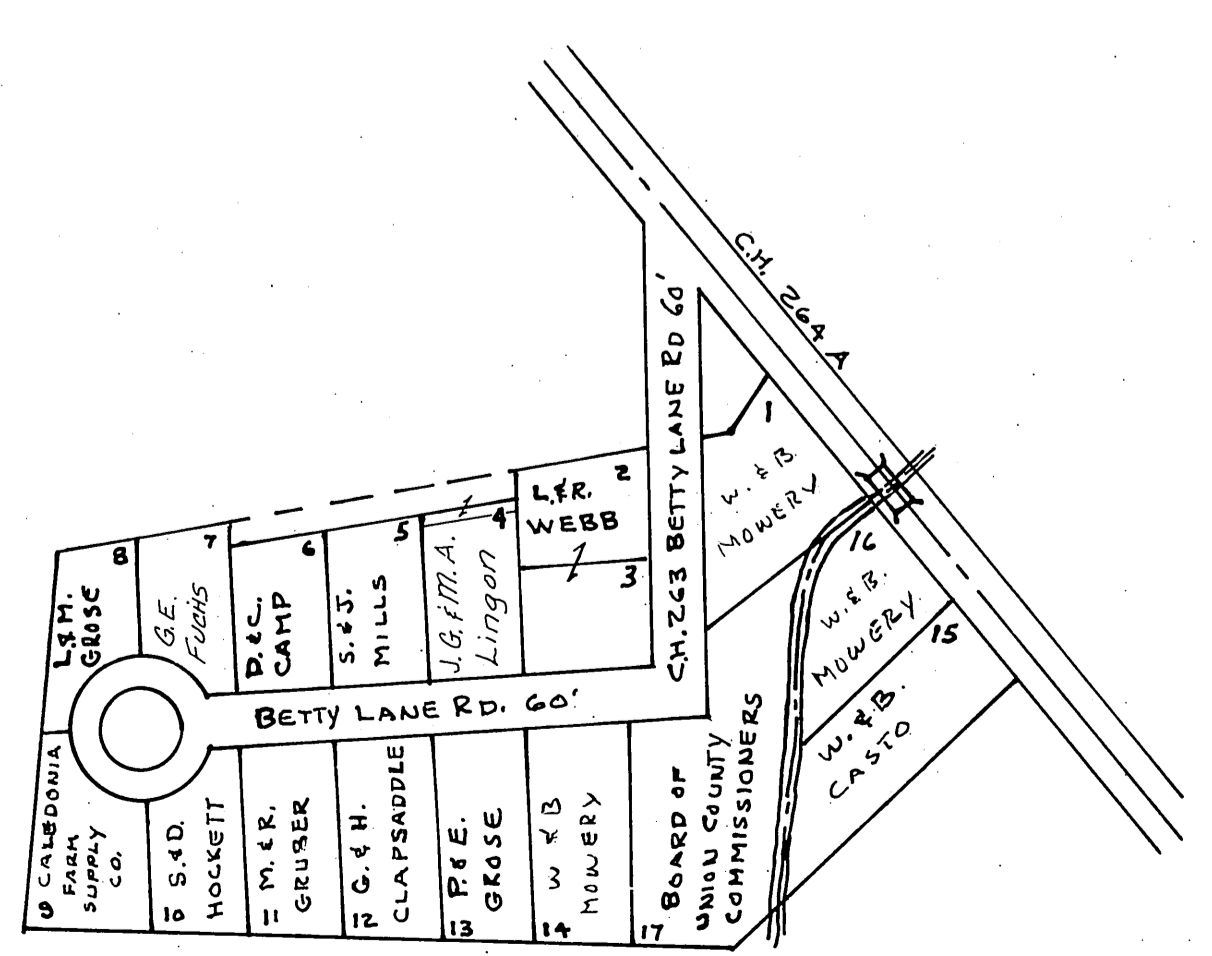 C.H. 264 A
C.H. 263 BETTY LANE RD 60'
1
W. & B.
MOWERY
2
L. & R.
WEBB
3
4
J.G. & M.A.
Lingon
5
S. & J.
MILLS
6
D. & C.
CAMP
7
G.E.
FUCHS
8
L. & M.
GROSE
BETTY LANE RD. 60'
9 CALEDONIA
FARM
SUPPLY
CO.
10 S. & D.
HOCKETT
11 M. & R.
GRUBER
12 G. & H.
CLAPSADDLE
13 P. & E.
GROSE
14 W & B
MOWERY
17 BOARD OF
UNION COUNTY
COMMISSIONERS
16
W. & B.
MOWERY
15
W. & B.
CASTO